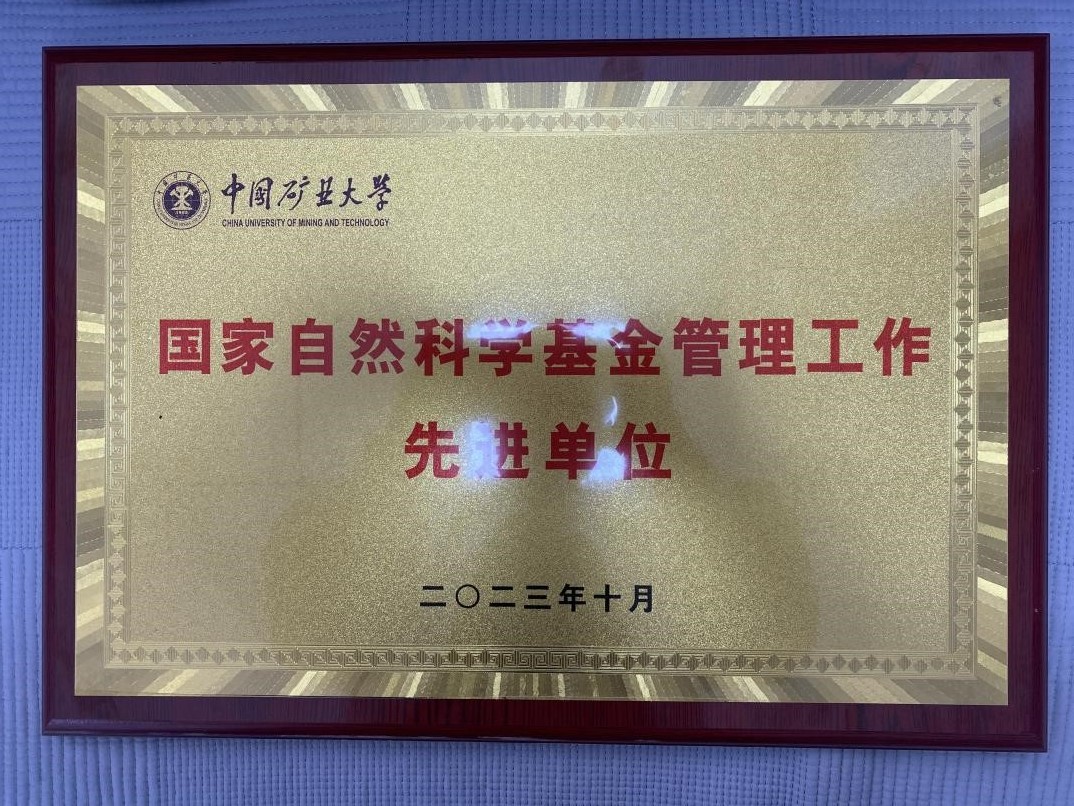 中国矿业大学
CHINA UNIVERSITY OF MINING AND TECHNOLOGY
国家自然科学基金管理工作
先进单位
二〇二三年十月